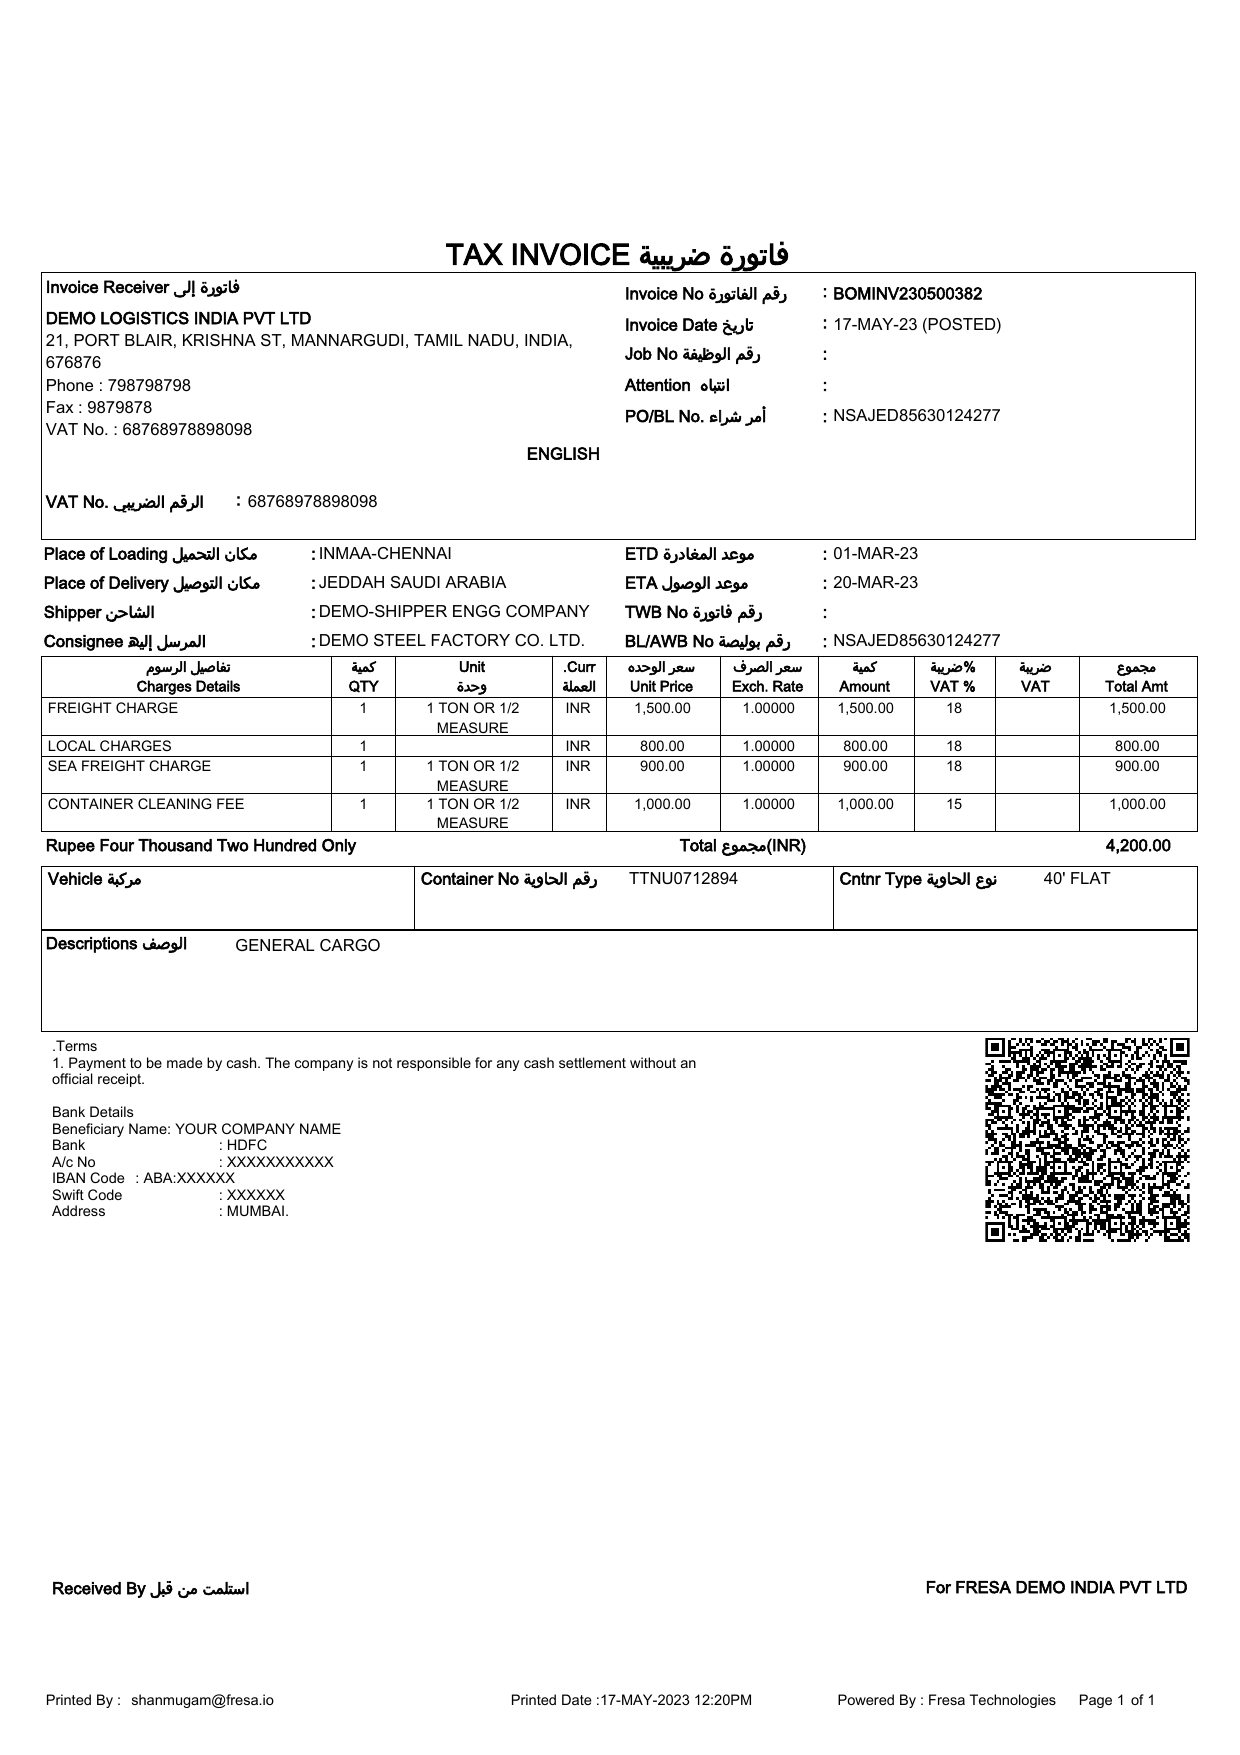 TAX INVOICE فاتورة ضريبية
Invoice Receiver فاتورة إلى
DEMO LOGISTICS INDIA PVT LTD
21, PORT BLAIR, KRISHNA ST, MANNARGUDI, TAMIL NADU, INDIA,
676876
Phone : 798798798
Fax : 9879878
VAT No. : 68768978898098
Invoice No رقم الفاتورة : BOMINV230500382
Invoice Date تاريخ : 17-MAY-23 (POSTED)
Job No رقم الوظيفة :
Attention انتباه :
PO/BL No. أمر شراء : NSAJED85630124277
ENGLISH
VAT No. الرقم الضريبي : 68768978898098
Place of Loading مكان التحميل : INMAA-CHENNAI
ETD موعد المغادرة : 01-MAR-23
Place of Delivery مكان التوصيل : JEDDAH SAUDI ARABIA
ETA موعد الوصول : 20-MAR-23
Shipper الشاحن : DEMO-SHIPPER ENGG COMPANY
TWB No رقم فاتورة :
Consignee المرسل إليه : DEMO STEEL FACTORY CO. LTD.
BL/AWB No رقم بوليصة : NSAJED85630124277
تفاصيل الرسوم كمية Unit .Curr سعر الوحده سعر الصرف كمية ضريبة% ضريبة مجموع
Charges Details QTY وحدة العملة Unit Price Exch. Rate Amount VAT % VAT Total Amt
FREIGHT CHARGE 1 1 TON OR 1/2 INR 1,500.00 1.00000 1,500.00 18 1,500.00
MEASURE
LOCAL CHARGES 1 INR 800.00 1.00000 800.00 18 800.00
SEA FREIGHT CHARGE 1 1 TON OR 1/2 INR 900.00 1.00000 900.00 18 900.00
MEASURE
CONTAINER CLEANING FEE 1 1 TON OR 1/2 INR 1,000.00 1.00000 1,000.00 15 1,000.00
MEASURE
Rupee Four Thousand Two Hundred Only Total مجموع(INR) 4,200.00
Vehicle مركبة Container No رقم الحاوية TTNU0712894 Cntnr Type نوع الحاوية 40' FLAT
Descriptions الوصف GENERAL CARGO
.Terms
1. Payment to be made by cash. The company is not responsible for any cash settlement without an
official receipt.
Bank Details
Beneficiary Name: YOUR COMPANY NAME
Bank : HDFC
A/c No : XXXXXXXXXXX
IBAN Code : ABA:XXXXXX
Swift Code : XXXXXX
Address : MUMBAI.
Received By استلمت من قبل For FRESA DEMO INDIA PVT LTD
Printed By : shanmugam@fresa.io Printed Date :17-MAY-2023 12:20PM Powered By : Fresa Technologies Page 1 of 1